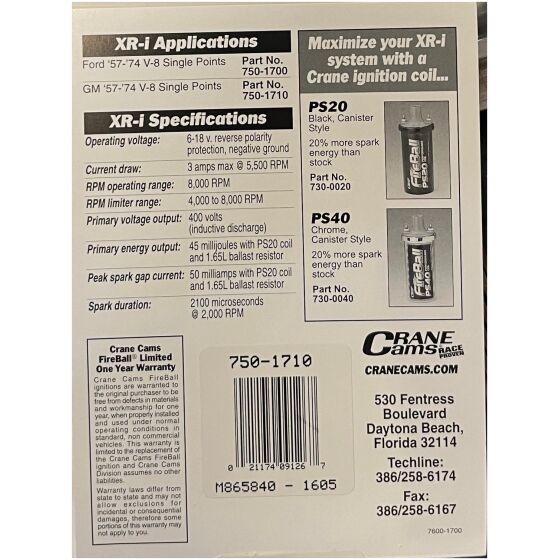 XR-i Applications
Ford '57-'74 V-8 Single Points Part No. 750-1700
GM '57-'74 V-8 Single Points Part No. 750-1710
XR-i Specifications
Operating voltage: 6-18 v. reverse polarity
protection, negative ground
Current draw: 3 amps max @ 5,500 RPM
RPM operating range: 8,000 RPM
RPM limiter range: 4,000 to 8,000 RPM
Primary voltage output: 400 volts
(inductive discharge)
Primary energy output: 45 millijoules with PS20 coil
and 1.65L ballast resistor
Peak spark gap current: 50 milliamps with PS20 coil
and 1.65L ballast resistor
Spark duration: 2100 microseconds
@ 2,000 RPM
Maximize your XR-i
system with a
Crane ignition coil...
PS20
Black, Canister
Style
20% more spark
energy than
stock
Part No.
730-0020
FireBall
PS20
PS40
Chrome,
Canister Style
20% more spark
energy than
stock
Part No.
730-0040
FireBall
PS40
Crane Cams
FireBall® Limited
One Year Warranty
Crane Cams FireBall
ignitions are warranted to
the original purchaser to be
free from defects in materials
and workmanship for one
year, when properly installed
and used under normal
operating conditions in
standard, non commercial
vehicles. This warranty is
limited to the replacement of
the Crane Cams FireBall
ignition and Crane Cams
Division assumes no other
liabilities.
Warranty laws differ from
state to state and may not
allow exclusions for
incidental or consequential
damages, therefore some
portions of this warranty may
not apply to you.
750-1710
0 21174 09126 7
M865840 - 1605
CRANE
Cams
RACE
PROVEN
CRANECAMS.COM
530 Fentress
Boulevard
Daytona Beach,
Florida 32114
Techline:
386/258-6174
Fax:
386/258-6167
7600-1700